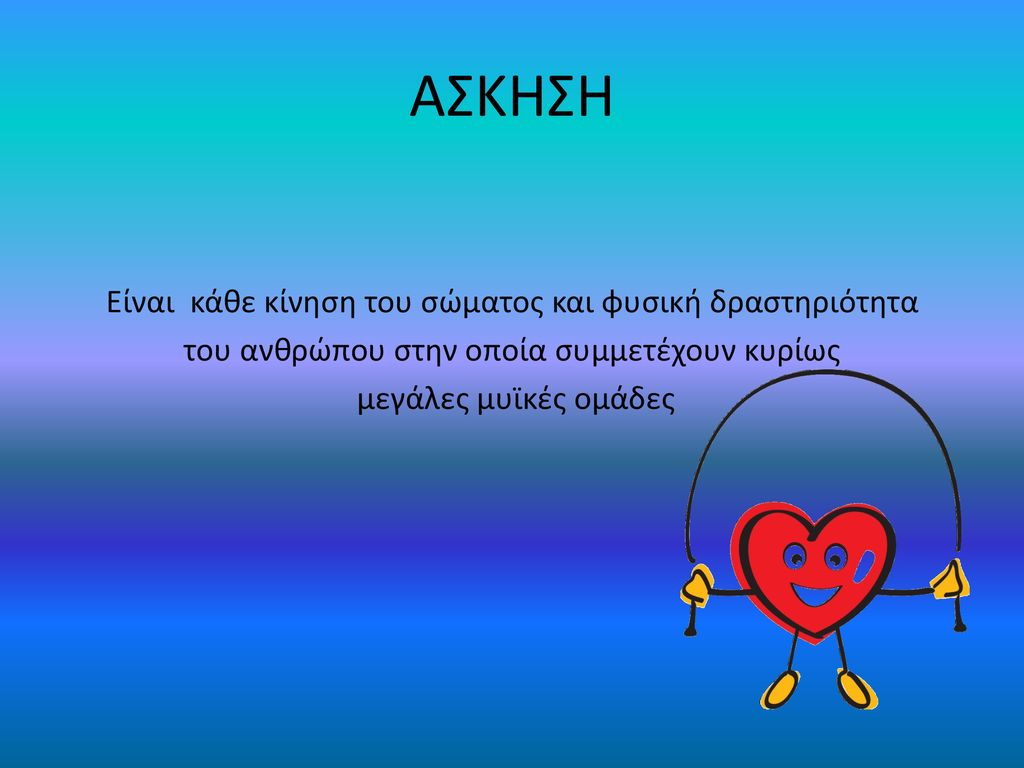 ΑΣΚΗΣΗ
Είναι  κάθε κίνηση του σώματος και φυσική δραστηριότητα
του ανθρώπου στην οποία συμμετέχουν κυρίως
μεγάλες μυϊκές ομάδες